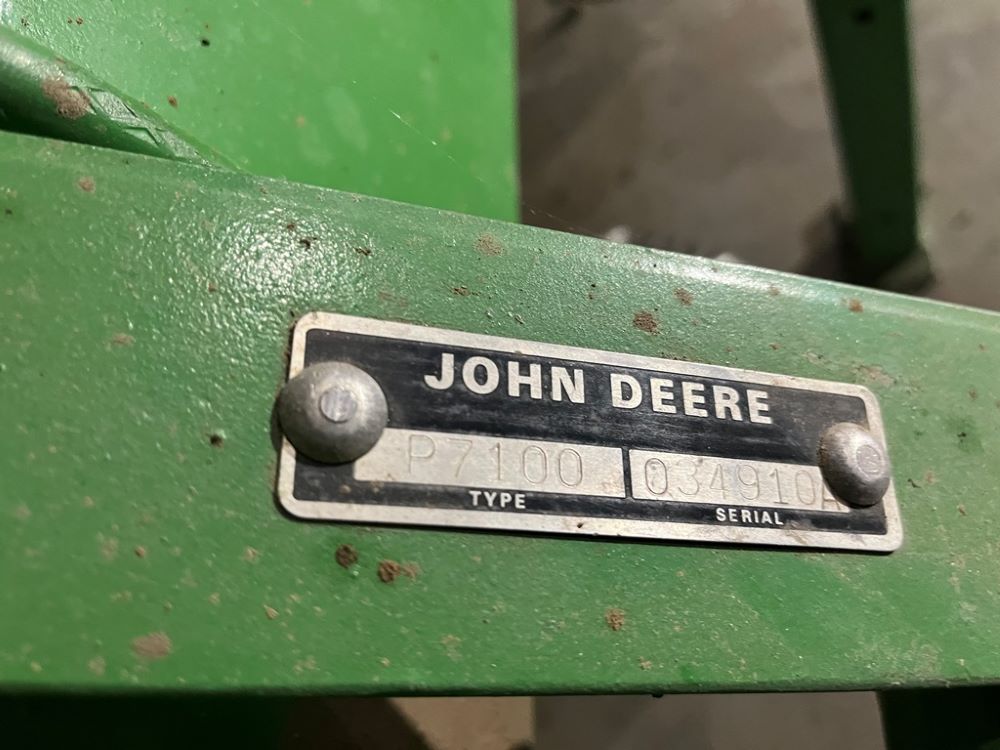 JOHN DEERE
P7100 034910A
TYPE SERIAL